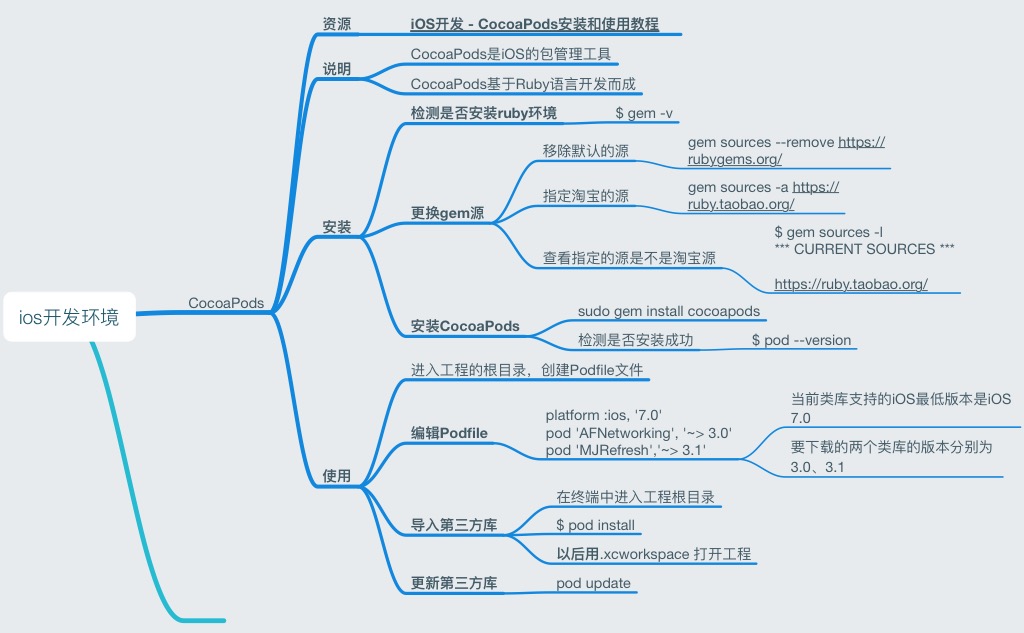 ios开发环境
CocoaPods
资源
iOS开发 - CocoaPods安装和使用教程
说明
CocoaPods是iOS的包管理工具
CocoaPods基于Ruby语言开发而成
安装
检测是否安装ruby环境
$ gem -v
更换gem源
移除默认的源
gem sources --remove https://
rubygems.org/
指定淘宝的源
gem sources -a https://
ruby.taobao.org/
查看指定的源是不是淘宝源
$ gem sources -l
*** CURRENT SOURCES ***
https://ruby.taobao.org/
安装CocoaPods
sudo gem install cocoapods
检测是否安装成功
$ pod --version
使用
进入工程的根目录，创建Podfile文件
编辑Podfile
platform :ios, '7.0'
pod 'AFNetworking', '~> 3.0'
pod 'MJRefresh','~> 3.1'
当前类库支持的iOS最低版本是iOS
7.0
要下载的两个类库的版本分别为
3.0、3.1
导入第三方库
在终端中进入工程根目录
$ pod install
以后用.xcworkspace 打开工程
更新第三方库
pod update